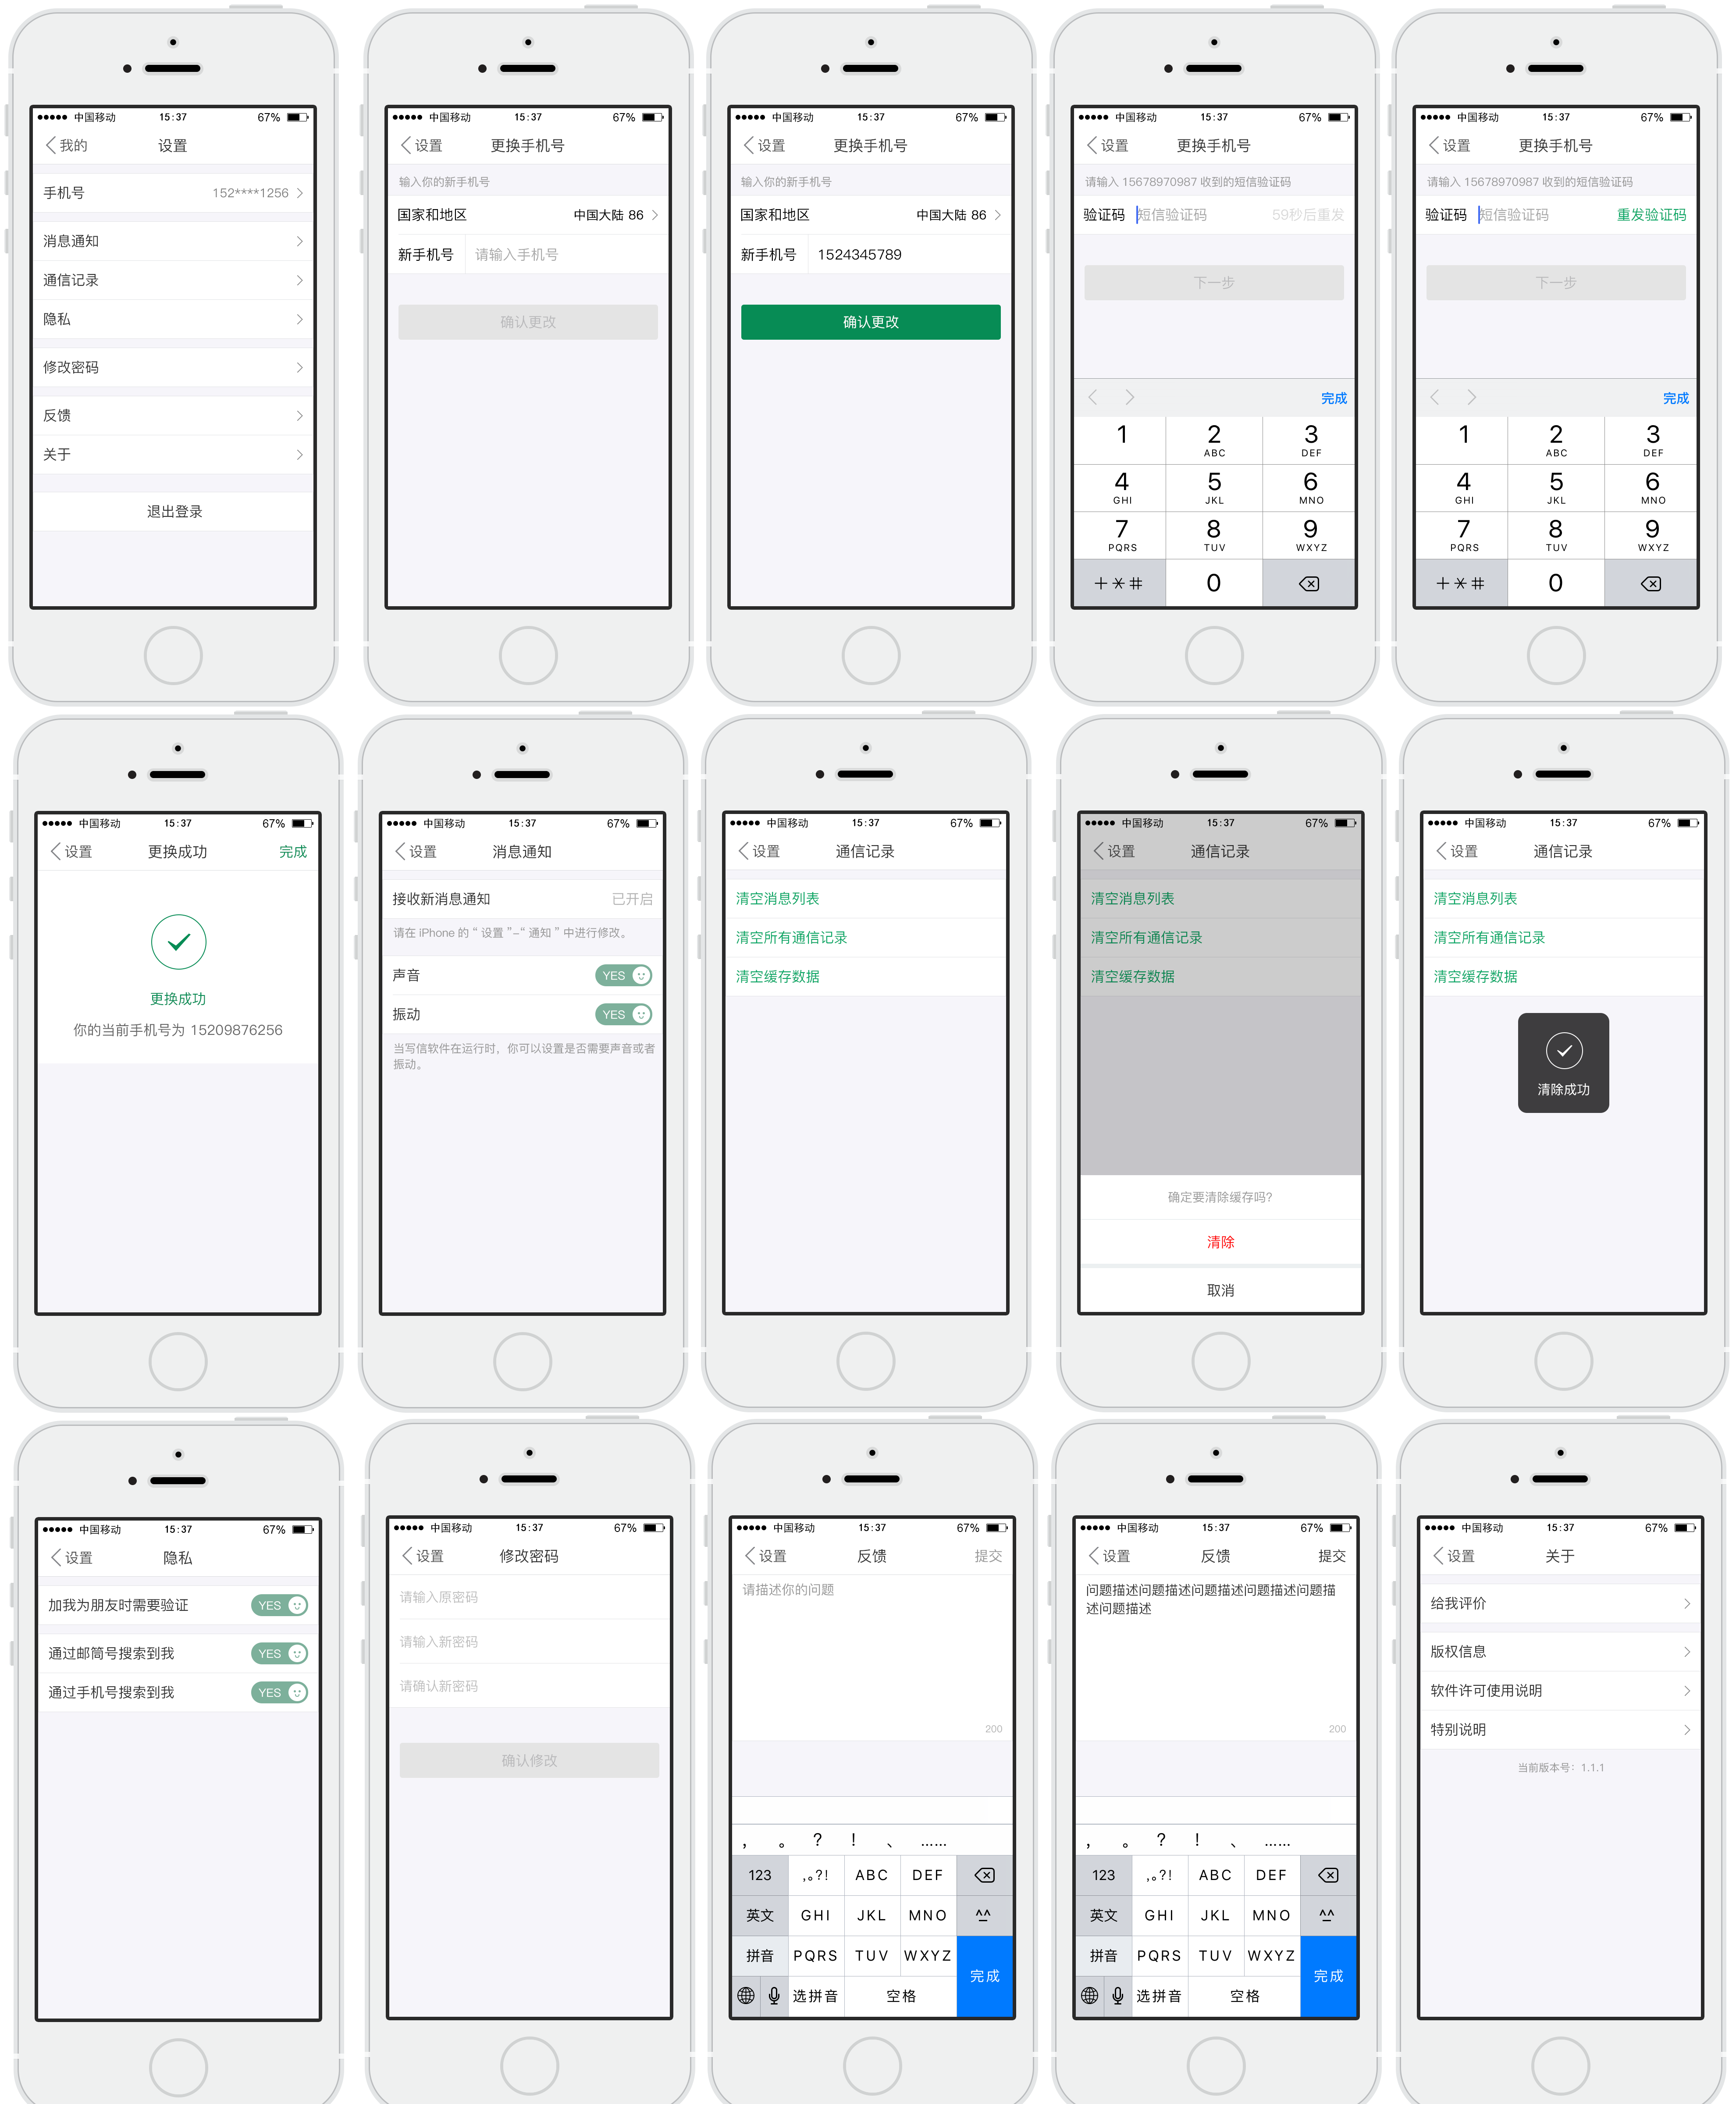 中国移动 15:37 67%
我的 设置
手机号 152****1256
消息通知
通信记录
隐私
修改密码
反馈
关于
退出登录
中国移动 15:37 67%
设置 更换手机号
输入你的新手机号
国家和地区 中国大陆 86
新手机号 请输入手机号
确认更改
中国移动 15:37 67%
设置 更换手机号
输入你的新手机号
国家和地区 中国大陆 86
新手机号 1524345789
确认更改
中国移动 15:37 67%
设置 更换手机号
请输入 15678970987 收到的短信验证码
验证码 短信验证码 59秒后重发
下一步
完成
1 2 3
ABC DEF
4 5 6
GHI JKL MNO
7 8 9
PQRS TUV WXYZ
+*# 0
中国移动 15:37 67%
设置 更换手机号
请输入 15678970987 收到的短信验证码
验证码 短信验证码 重发验证码
下一步
完成
1 2 3
ABC DEF
4 5 6
GHI JKL MNO
7 8 9
PQRS TUV WXYZ
+*# 0
中国移动 15:37 67%
设置 更换成功 完成
更换成功
你的当前手机号为 15209876256
中国移动 15:37 67%
设置 消息通知
接收新消息通知 已开启
请在 iPhone 的“设置”-“通知”中进行修改。
声音 YES
振动 YES
当写信软件在运行时，你可以设置是否需要声音或者
振动。
中国移动 15:37 67%
设置 通信记录
清空消息列表
清空所有通信记录
清空缓存数据
中国移动 15:37 67%
设置 通信记录
清空消息列表
清空所有通信记录
清空缓存数据
确定要清除缓存吗?
清除
取消
中国移动 15:37 67%
设置 通信记录
清空消息列表
清空所有通信记录
清空缓存数据
清除成功
中国移动 15:37 67%
设置 隐私
加我为朋友时需要验证 YES
通过邮筒号搜索到我 YES
通过手机号搜索到我 YES
中国移动 15:37 67%
设置 修改密码
请输入原密码
请输入新密码
请确认新密码
确认修改
中国移动 15:37 67%
设置 反馈 提交
请描述你的问题
200
， 。 ? ! 、 ……
123 ,。?! ABC DEF
英文 GHI JKL MNO ^^
拼音 PQRS TUV WXYZ
完成
选拼音 空格
中国移动 15:37 67%
设置 反馈 提交
问题描述问题描述问题描述问题描述问题描
述问题描述
200
， 。 ? ! 、 ……
123 ,。?! ABC DEF
英文 GHI JKL MNO ^^
拼音 PQRS TUV WXYZ
完成
选拼音 空格
中国移动 15:37 67%
设置 关于
给我评价
版权信息
软件许可使用说明
特别说明
当前版本号：1.1.1